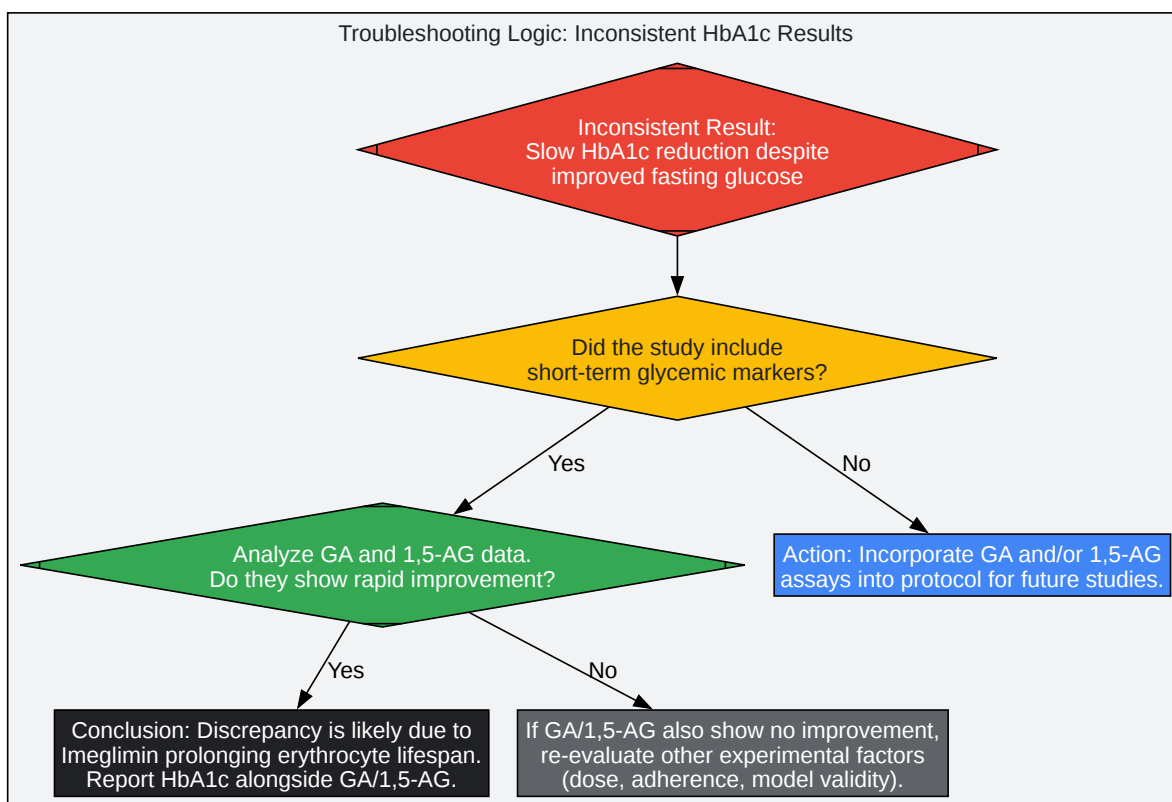 Troubleshooting Logic: Inconsistent HbA1c Results
Inconsistent Result:
Slow HbA1c reduction despite
improved fasting glucose
Did the study include
short-term glycemic markers?
Yes
No
Analyze GA and 1,5-AG data.
Do they show rapid improvement?
Action: Incorporate GA and/or 1,5-AG
assays into protocol for future studies.
Yes
No
Conclusion: Discrepancy is likely due to
Imeglimin prolonging erythrocyte lifespan.
Report HbA1c alongside GA/1,5-AG.
If GA/1,5-AG also show no improvement,
re-evaluate other experimental factors
(dose, adherence, model validity).